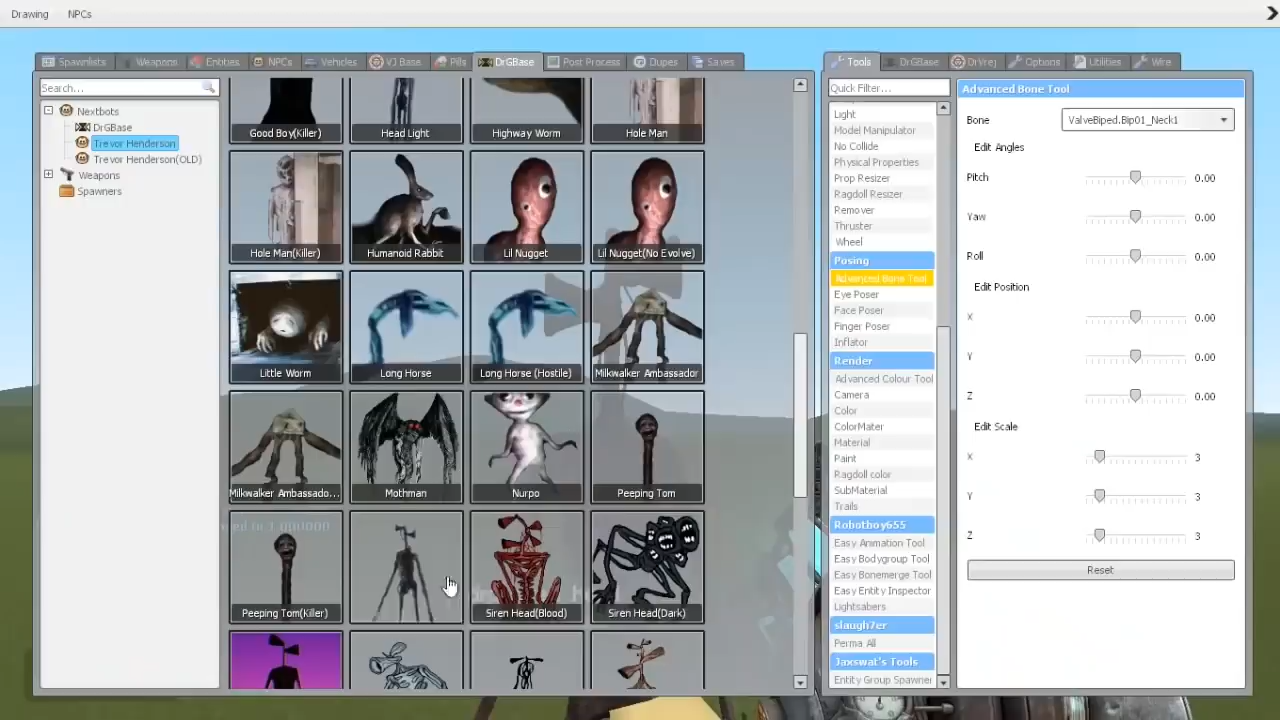 Drawing NPCs
Spawnlists Weapons Entities NPCs Vehicles VJ Base Pills DrGBase Post Process Dupes Saves
Search...
Nextbots
DrGBase
Trevor Henderson
Trevor Henderson(OLD)
Weapons
Spawners
Good Boy(Killer) Head Light Highway Worm Hole Man
Hole Man(Killer) Humanoid Rabbit Lil Nugget Lil Nugget(No Evolve)
Little Worm Long Horse Long Horse (Hostile) Milkwalker Ambassador
Milkwalker Ambassado... Mothman Nurpo Peeping Tom
Peeping Tom(Killer) Siren Head(Blood) Siren Head(Dark)
Tools DrGBase DrVrej Options Utilities Wire
Quick Filter...
Light
Model Manipulator
No Collide
Physical Properties
Prop Resizer
Ragdoll Resizer
Remover
Thruster
Wheel
Posing
Advanced Bone Tool
Eye Poser
Face Poser
Finger Poser
Inflator
Render
Advanced Colour Tool
Camera
Color
ColorMater
Material
Paint
Ragdoll color
SubMaterial
Trails
Robotboy655
Easy Animation Tool
Easy Bodygroup Tool
Easy Bonemerge Tool
Easy Entity Inspector
Lightsabers
slaugh7er
Perma All
Jaxswat's Tools
Entity Group Spawner
Advanced Bone Tool
Bone ValveBiped.Bip01_Neck1
Edit Angles
Pitch 0.00
Yaw 0.00
Roll 0.00
Edit Position
X 0.00
Y 0.00
Z 0.00
Edit Scale
X 3
Y 3
Z 3
Reset